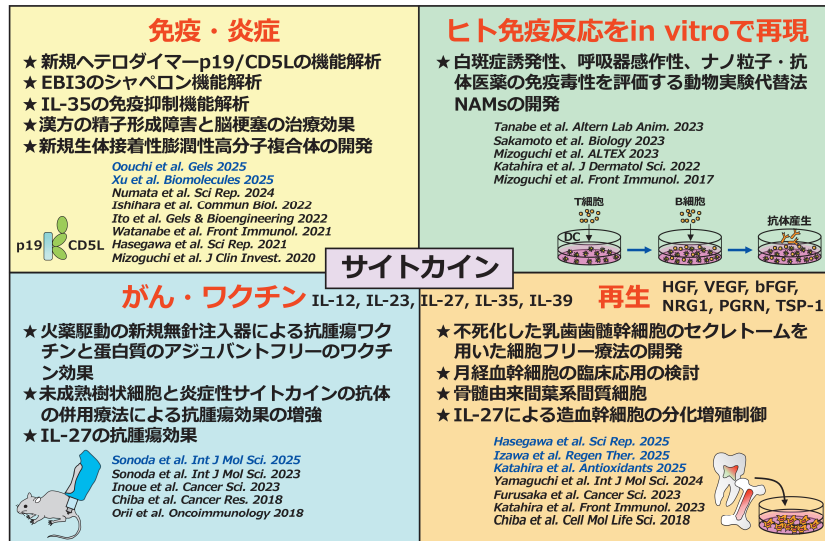 免疫・炎症
★新規ヘテロダイマーp19/CD5Lの機能解析
★EBI3のシャペロン機能解析
★IL-35の免疫抑制機能解析
★漢方の精子形成障害と脳梗塞の治療効果
★新規生体接着性膨潤性高分子複合体の開発
Oouchi et al. Gels 2025
Xu et al. Biomolecules 2025
Numata et al. Sci Rep. 2024
Ishihara et al. Commun Biol. 2022
Ito et al. Gels & Bioengineering 2022
Watanabe et al. Front Immunol. 2021
Hasegawa et al. Sci Rep. 2021
Mizoguchi et al. J Clin Invest. 2020
p19 CD5L
ヒト免疫反応をin vitroで再現
★白斑症誘発性、呼吸器感作性、ナノ粒子・抗
体医薬の免疫毒性を評価する動物実験代替法
NAMsの開発
Tanabe et al. Altern Lab Anim. 2023
Sakamoto et al. Biology 2023
Mizoguchi et al. ALTEX 2023
Katahira et al. J Dermatol Sci. 2022
Mizoguchi et al. Front Immunol. 2017
T細胞 B細胞
抗体産生
DC
サイトカイン
がん・ワクチン IL-12, IL-23, IL-27, IL-35, IL-39
★火薬駆動の新規無針注入器による抗腫瘍ワク
チンと蛋白質のアジュバントフリーのワクチ
ン効果
★未成熟樹状細胞と炎症性サイトカインの抗体
の併用療法による抗腫瘍効果の増強
★IL-27の抗腫瘍効果
Sonoda et al. Int J Mol Sci. 2025
Sonoda et al. Int J Mol Sci. 2023
Inoue et al. Cancer Sci. 2023
Chiba et al. Cancer Res. 2018
Orii et al. Oncoimmunology 2018
再生 HGF, VEGF, bFGF,
NRG1, PGRN, TSP-1
★不死化した乳歯歯髄幹細胞のセクレトームを
用いた細胞フリー療法の開発
★月経血幹細胞の臨床応用の検討
★骨髄由来間葉系間質細胞
★IL-27による造血幹細胞の分化増殖制御
Hasegawa et al. Sci Rep. 2025
Izawa et al. Regen Ther. 2025
Katahira et al. Antioxidants 2025
Yamaguchi et al. Int J Mol Sci. 2024
Furusaka et al. Cancer Sci. 2023
Katahira et al. Front Immunol. 2023
Chiba et al. Cell Mol Life Sci. 2018